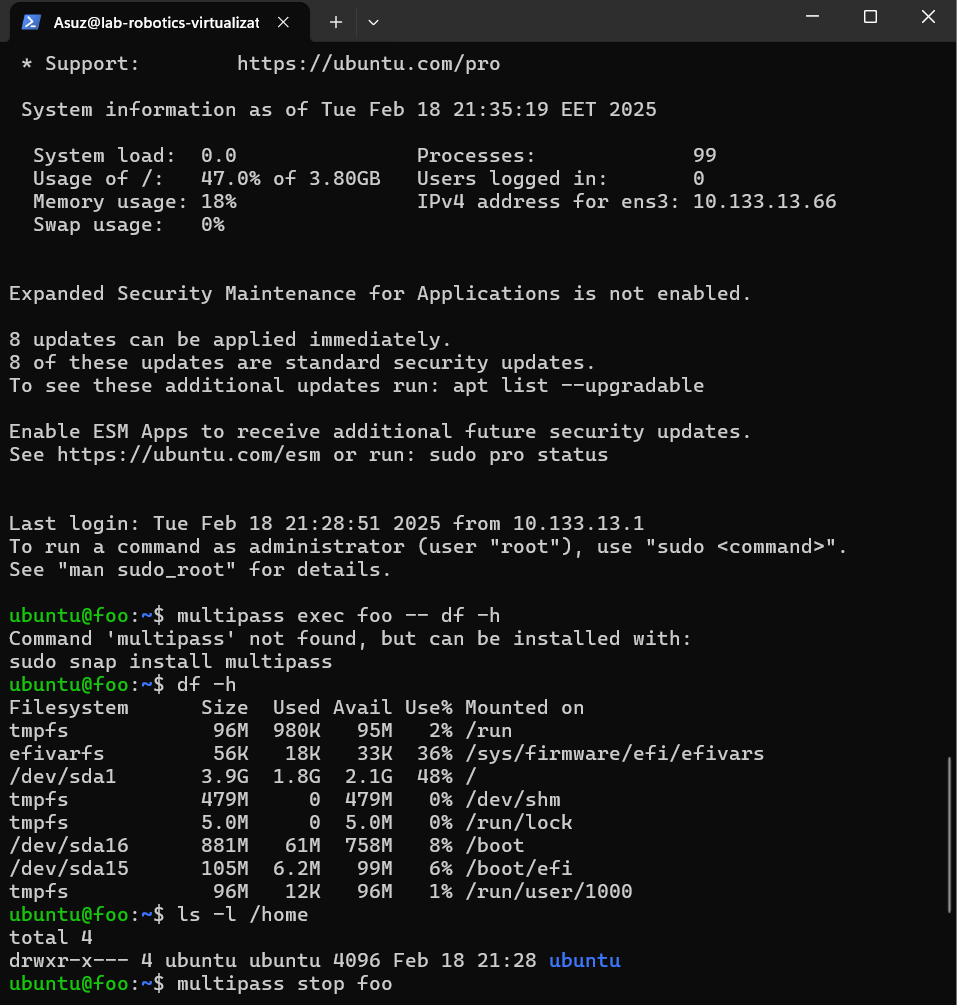 Asuz@lab-robotics-virtualizat
* Support:        https://ubuntu.com/pro
System information as of Tue Feb 18 21:35:19 EET 2025
System load:  0.0               Processes:             99
Usage of /:   47.0% of 3.80GB   Users logged in:       0
Memory usage: 18%               IPv4 address for ens3: 10.133.13.66
Swap usage:   0%
Expanded Security Maintenance for Applications is not enabled.
8 updates can be applied immediately.
8 of these updates are standard security updates.
To see these additional updates run: apt list --upgradable
Enable ESM Apps to receive additional future security updates.
See https://ubuntu.com/esm or run: sudo pro status
Last login: Tue Feb 18 21:28:51 2025 from 10.133.13.1
To run a command as administrator (user "root"), use "sudo <command>".
See "man sudo_root" for details.
ubuntu@foo:~$ multipass exec foo -- df -h
Command 'multipass' not found, but can be installed with:
sudo snap install multipass
ubuntu@foo:~$ df -h
Filesystem      Size  Used Avail Use% Mounted on
tmpfs            96M  980K   95M   2% /run
efivarfs         56K   18K   33K  36% /sys/firmware/efi/efivars
/dev/sda1       3.9G  1.8G  2.1G  48% /
tmpfs           479M     0  479M   0% /dev/shm
tmpfs           5.0M     0  5.0M   0% /run/lock
/dev/sda16      881M   61M  758M   8% /boot
/dev/sda15      105M  6.2M   99M   6% /boot/efi
tmpfs            96M   12K   96M   1% /run/user/1000
ubuntu@foo:~$ ls -l /home
total 4
drwxr-x--- 4 ubuntu ubuntu 4096 Feb 18 21:28 ubuntu
ubuntu@foo:~$ multipass stop foo